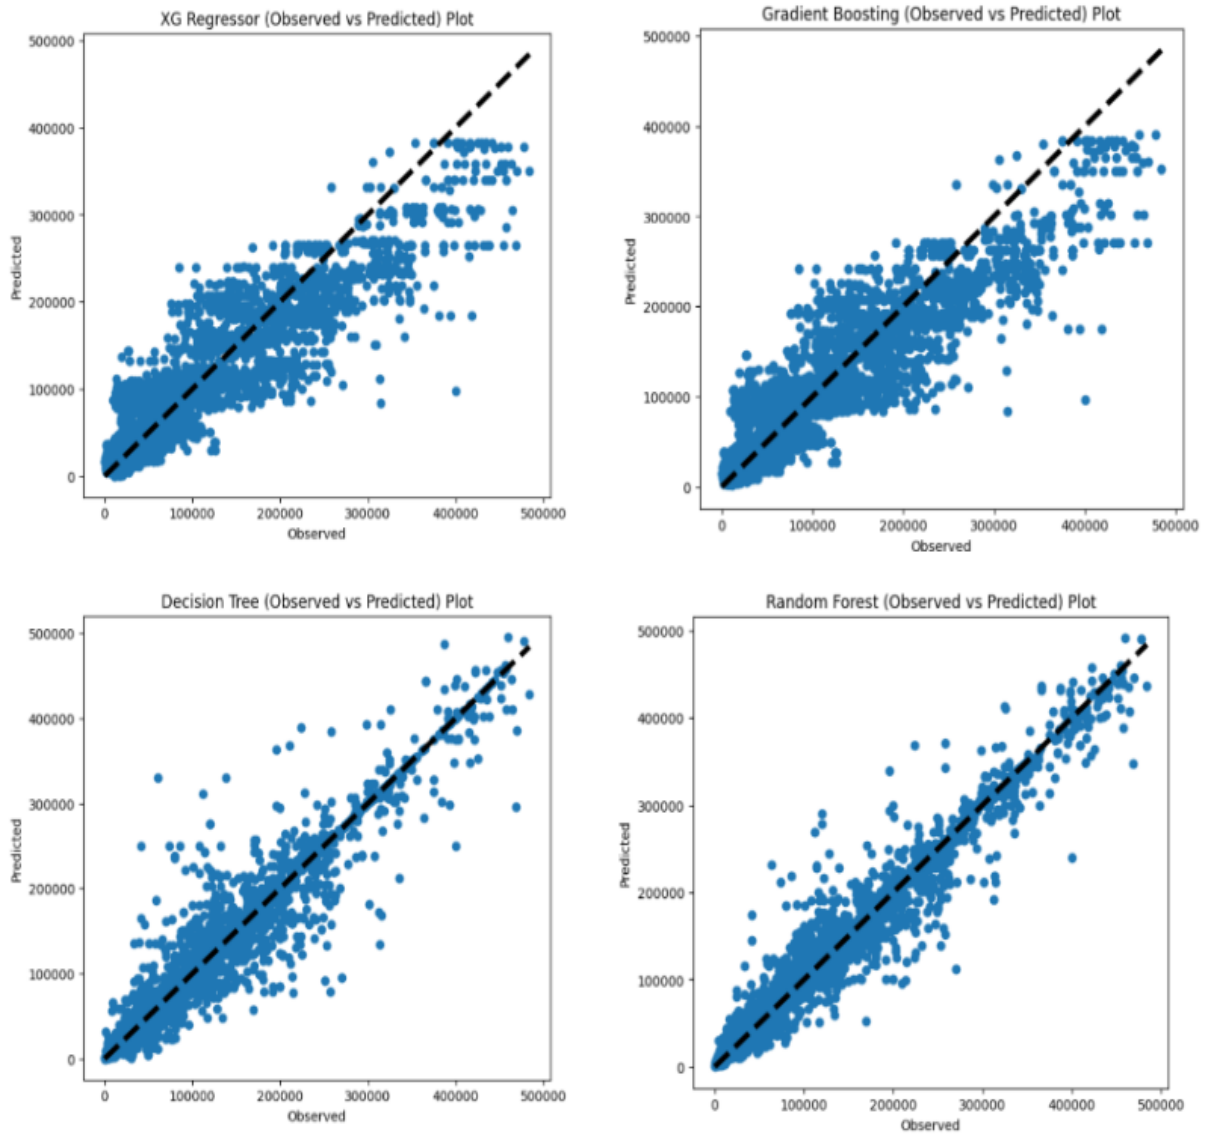 XG Regressor (Observed vs Predicted) Plot
500000
400000
300000
200000
100000
0
Predicted
0 100000 200000 300000 400000 500000
Observed
Gradient Boosting (Observed vs Predicted) Plot
500000
400000
300000
200000
100000
0
Predicted
0 100000 200000 300000 400000 500000
Observed
Decision Tree (Observed vs Predicted) Plot
500000
400000
300000
200000
100000
0
Predicted
0 100000 200000 300000 400000 500000
Observed
Random Forest (Observed vs Predicted) Plot
500000
400000
300000
200000
100000
0
Predicted
0 100000 200000 300000 400000 500000
Observed